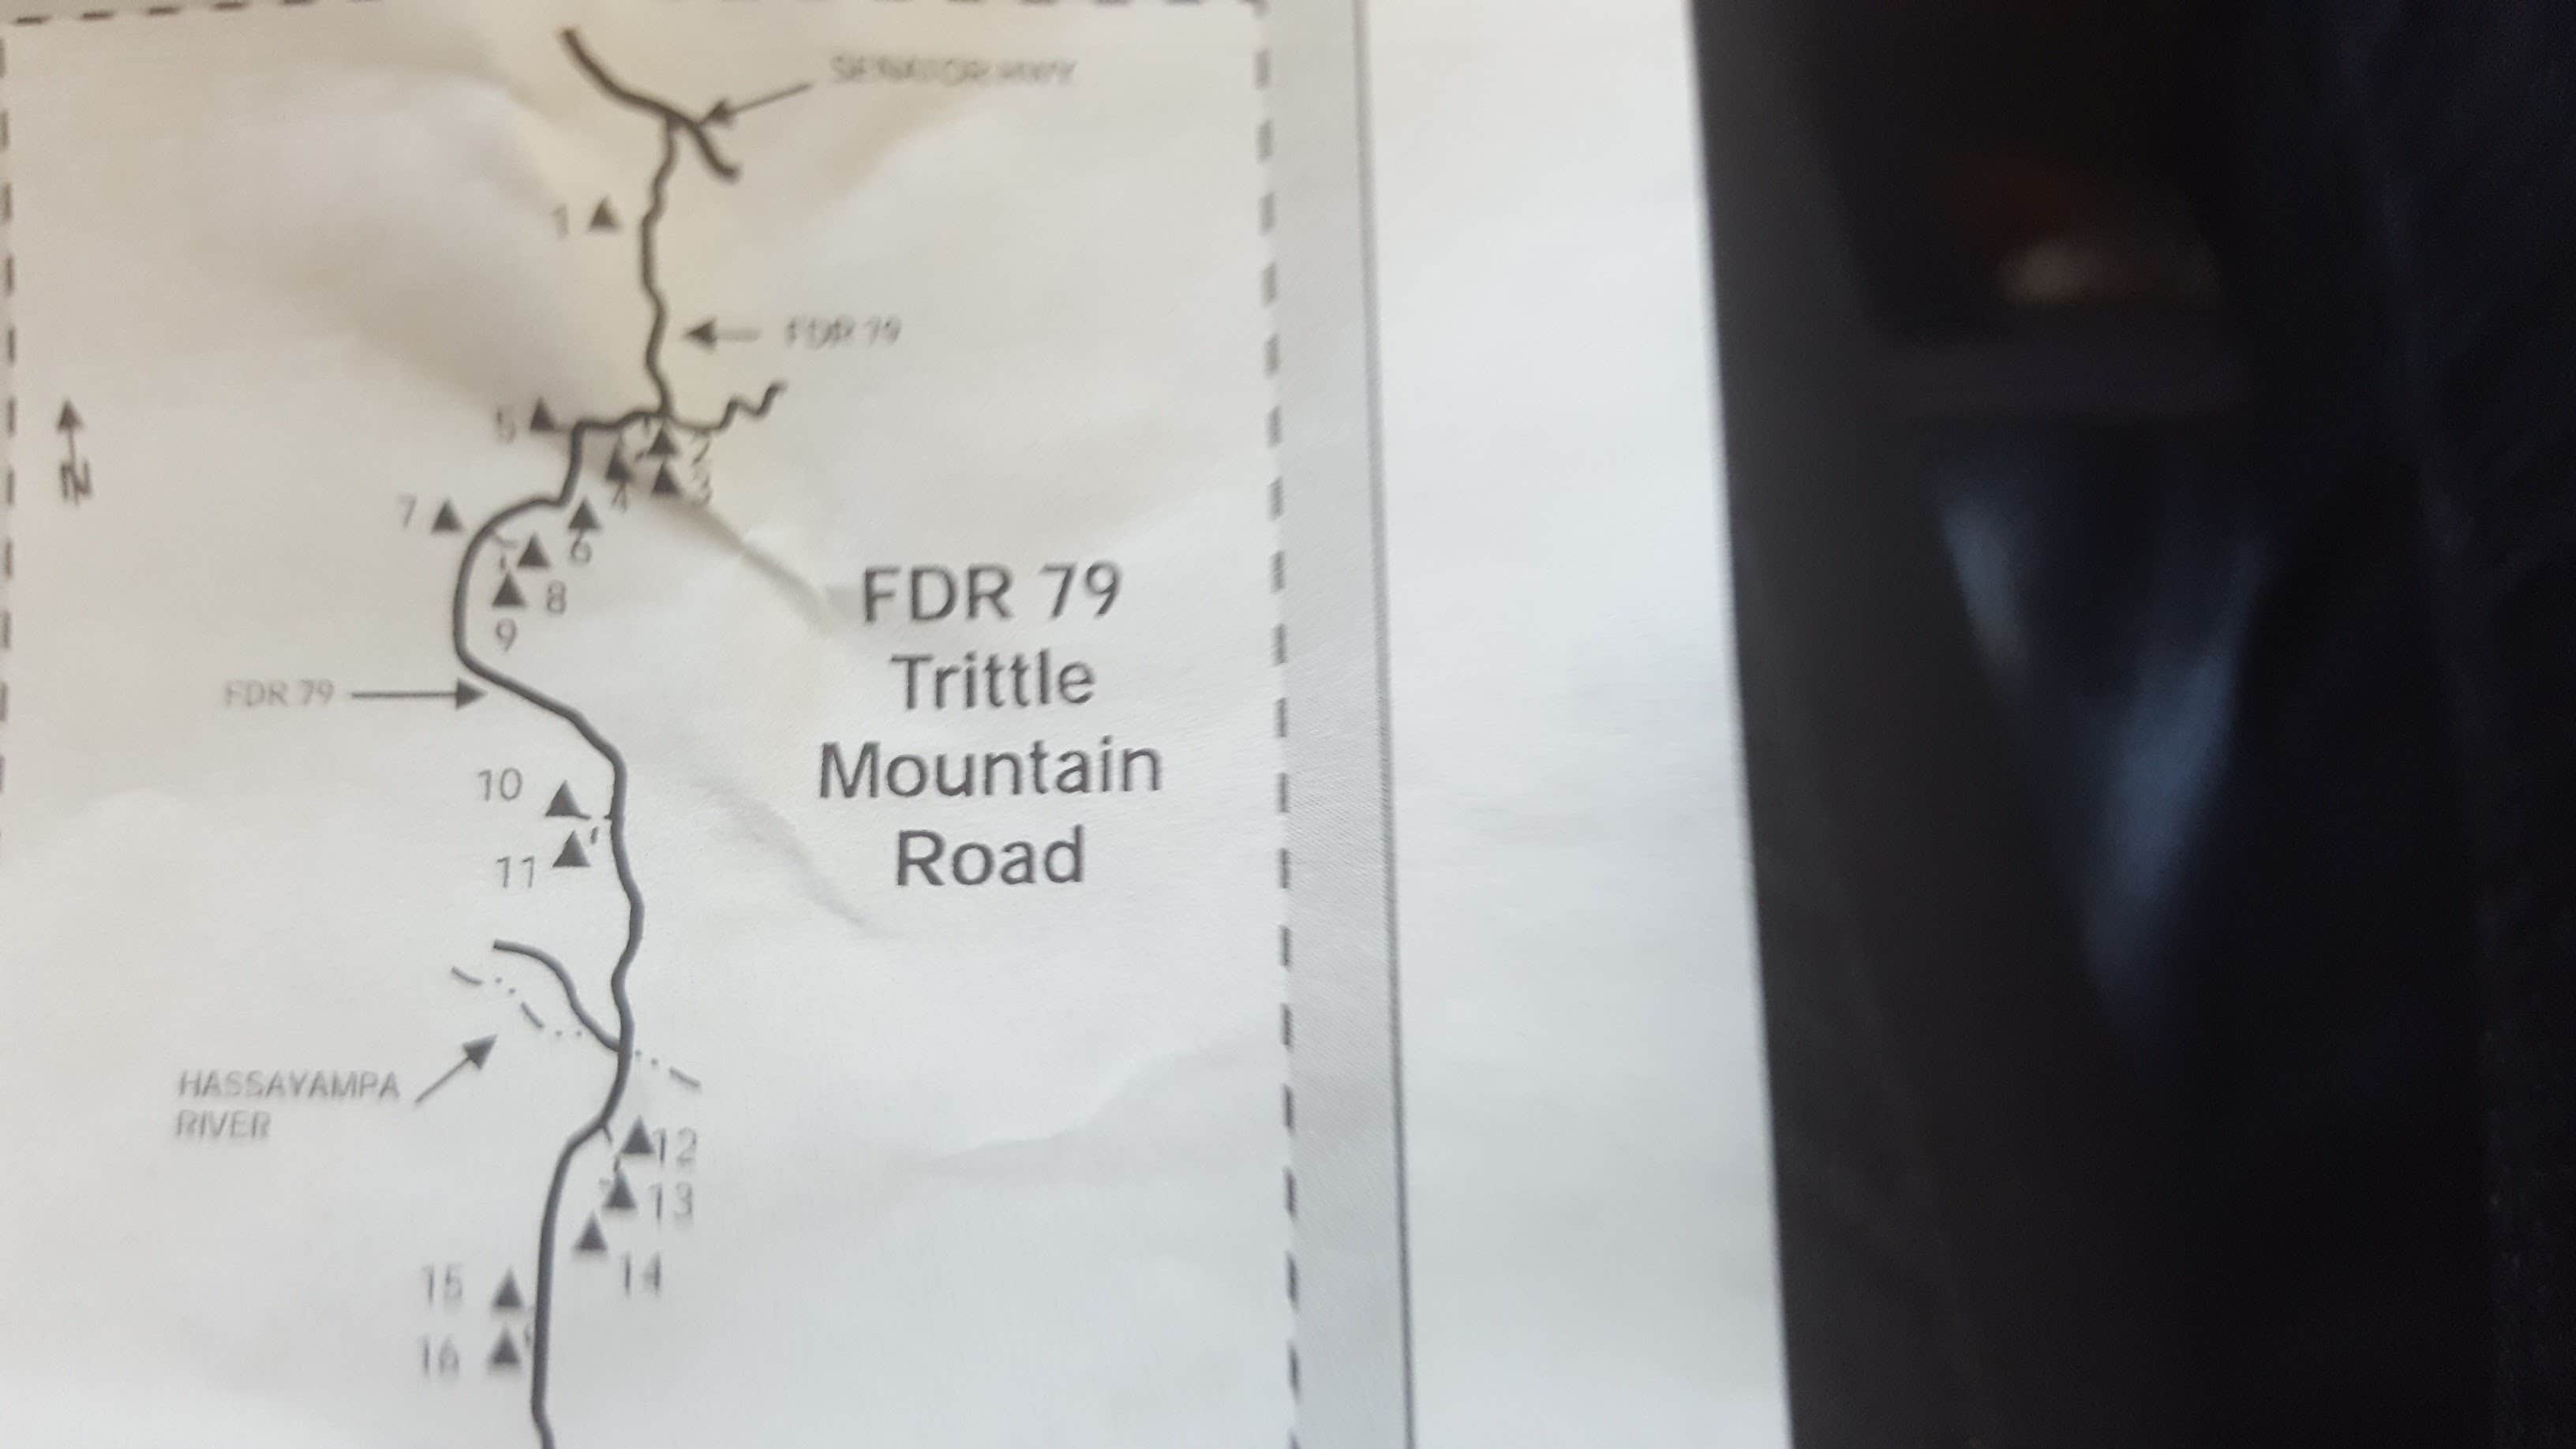 SENATOR HWY
1
FDR 79
5
2
3
4
7
6
8
9
FDR 79
FDR 79
Trittle
Mountain
Road
10
11
HASSAYAMPA
RIVER
12
13
14
15
16
N